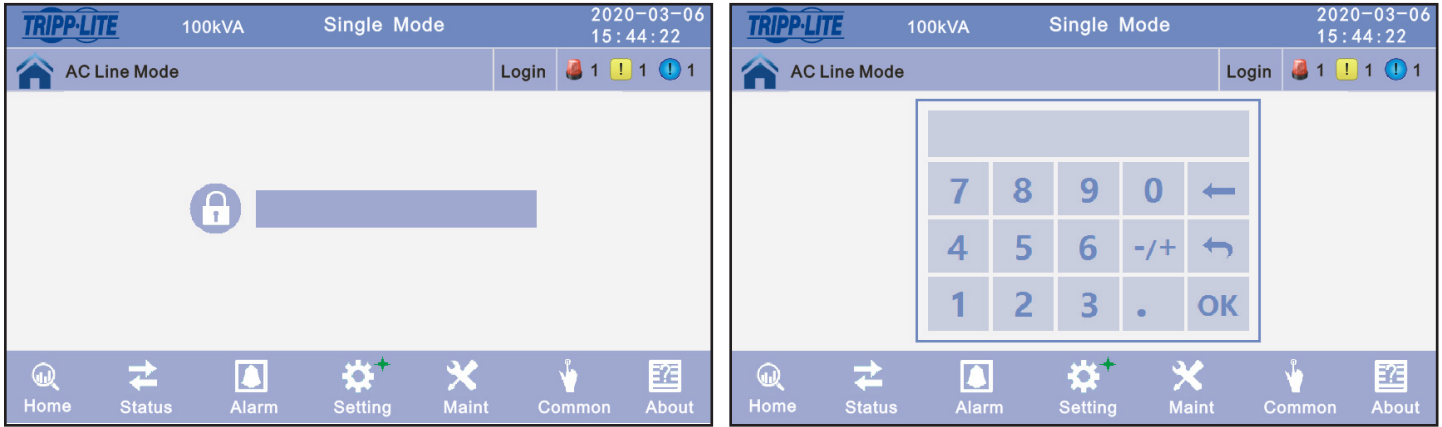 TRIPP·LITE 100kVA Single Mode 2020-03-06
15:44:22
AC Line Mode Login 1 ! 1 ! 1
Home Status Alarm Setting Maint Common About
TRIPP·LITE 100kVA Single Mode 2020-03-06
15:44:22
AC Line Mode Login 1 ! 1 ! 1
7 8 9 0 ←
4 5 6 -/+ ↰
1 2 3 . OK
Home Status Alarm Setting Maint Common About